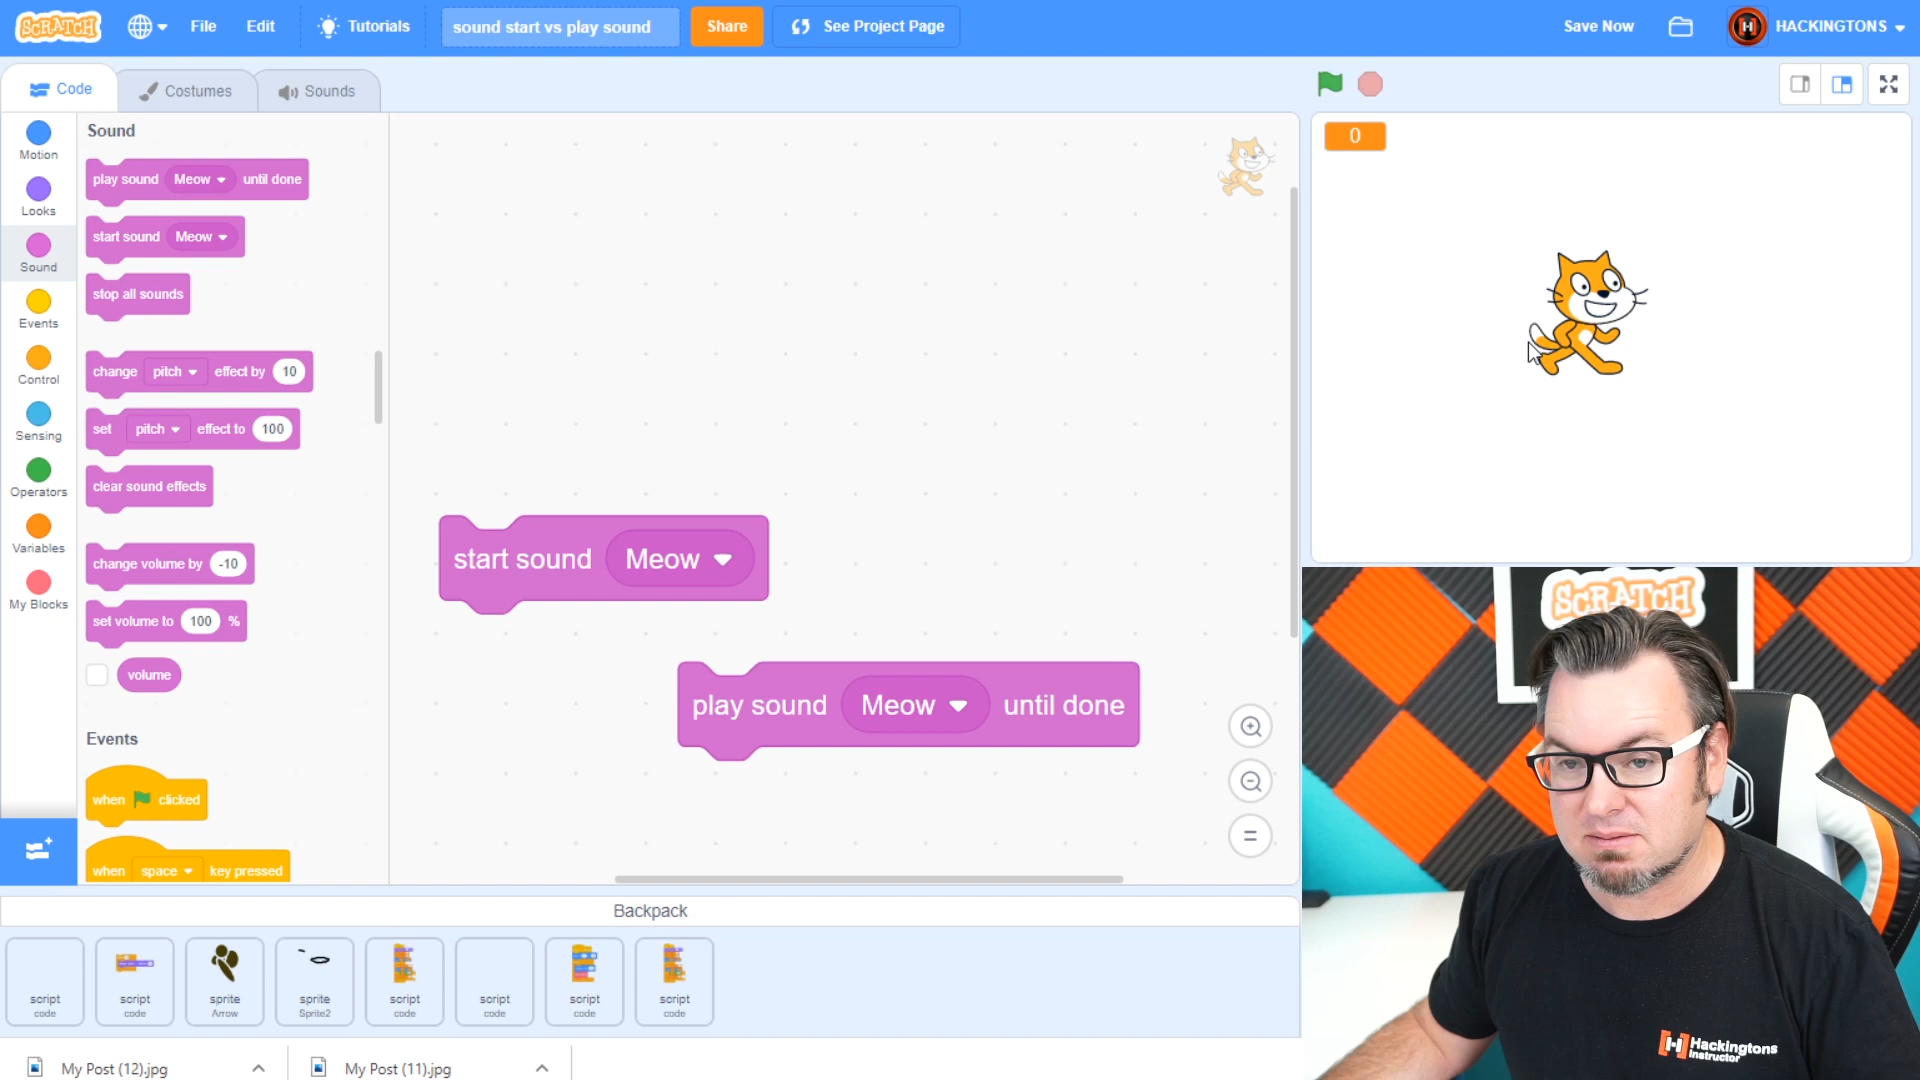 SCRATCH
File
Edit
Tutorials
sound start vs play sound
Share
See Project Page
Save Now
HACKINGTONS
Code
Costumes
Sounds
Motion
Looks
Sound
Events
Control
Sensing
Operators
Variables
My Blocks
Sound
play sound Meow until done
start sound Meow
stop all sounds
change pitch effect by 10
set pitch effect to 100
clear sound effects
change volume by -10
set volume to 100 %
volume
Events
when clicked
when space key pressed
start sound Meow
play sound Meow until done
0
SCRATCH
Hackingtons
Instructor
Backpack
script
code
script
code
sprite
Arrow
sprite
Sprite2
script
code
script
code
script
code
script
code
My Post (12).jpg
My Post (11).jpg